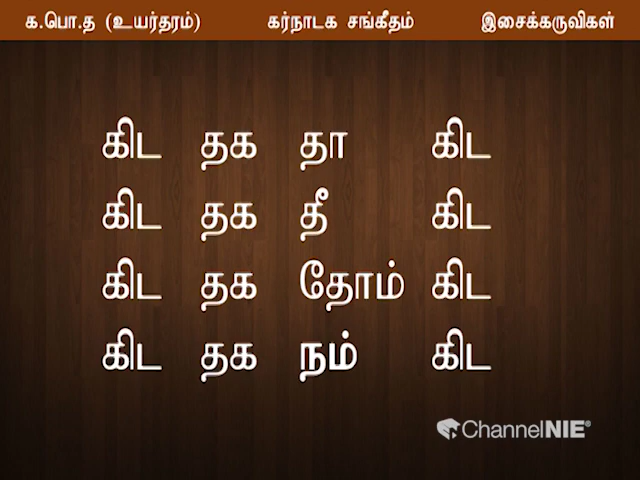 க.பொ.த (உயர்தரம்) கர்நாடக சங்கீதம் இசைக்கருவிகள்
கிட தக தா கிட
கிட தக தீ கிட
கிட தக தோம் கிட
கிட தக நம் கிட
ChannelNIE®